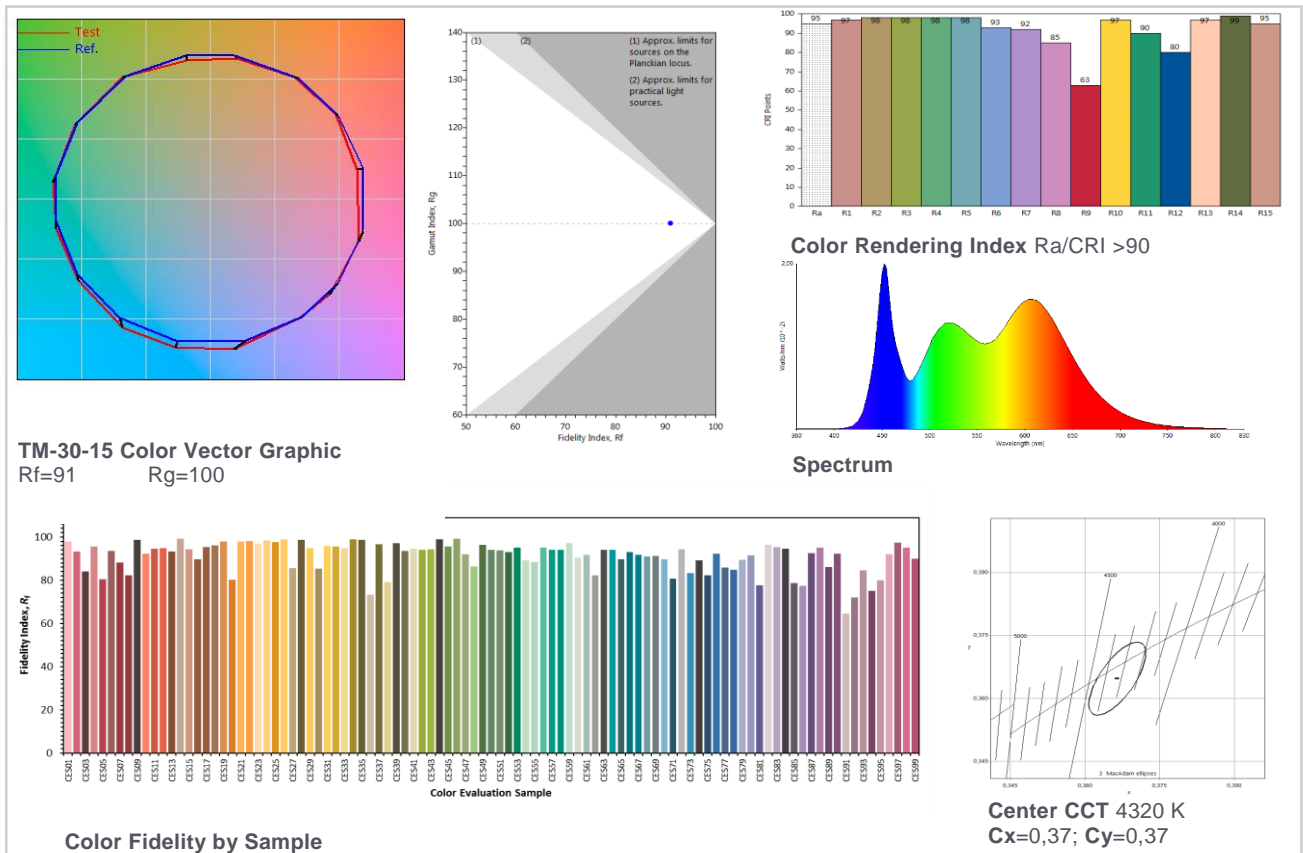 Test
Ref.
TM-30-15 Color Vector Graphic
Rf=91 Rg=100
140
130
120
110
100
90
80
70
60
50 60 70 80 90 100
Gamut Index, Rg
Fidelity Index, Rf
(1) (2)
(1) Approx. limits for
sources on the
Planckian locus.
(2) Approx. limits for
practical light
sources.
100
90
80
70
60
50
40
30
20
10
0
CRI Points
95 97 98 98 98 98 93 92 85 63 97 90 80 97 99 95
Ra R1 R2 R3 R4 R5 R6 R7 R8 R9 R10 R11 R12 R13 R14 R15
Color Rendering Index Ra/CRI >90
2.00
Watts/nm (10^-2)
360 400 450 500 550 600 650 700 750 800 830
Wavelength (nm)
Spectrum
100
80
60
40
20
0
Fidelity Index, Rf
CES01 CES03 CES05 CES07 CES09 CES11 CES13 CES15 CES17 CES19 CES21 CES23 CES25 CES27 CES29 CES31 CES33 CES35 CES37 CES39 CES41 CES43 CES45 CES47 CES49 CES51 CES53 CES55 CES57 CES59 CES61 CES63 CES65 CES67 CES69 CES71 CES73 CES75 CES77 CES79 CES81 CES83 CES85 CES87 CES89 CES91 CES93 CES95 CES97 CES99
Color Evaluation Sample
Color Fidelity by Sample
4000
4500
5000
0,390
0,375
0,360
0,345
Y
0,345 0,360 0,375 0,390
x
3 MacAdam ellipses
Center CCT 4320 K
Cx=0,37; Cy=0,37